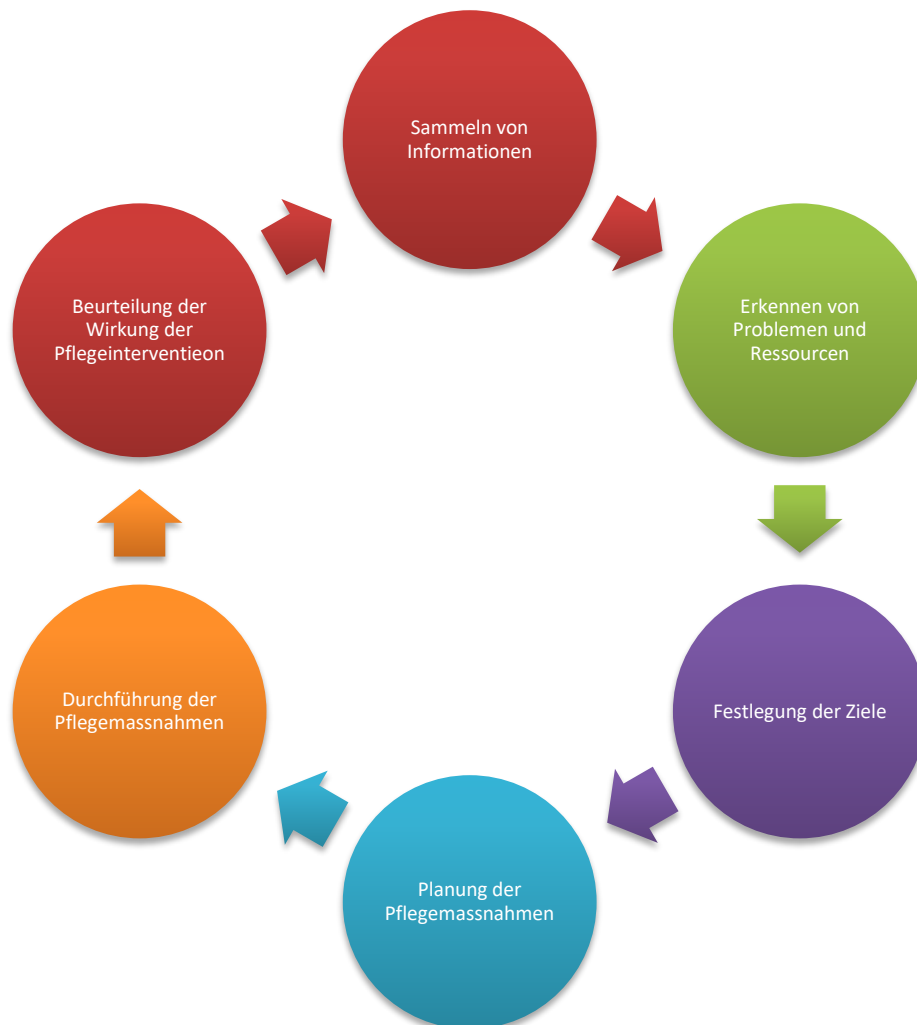 Sammeln von
Informationen
Erkennen von
Problemen und
Ressourcen
Festlegung der Ziele
Planung der
Pflegemassnahmen
Durchführung der
Pflegemassnahmen
Beurteilung der
Wirkung der
Pflegeinterventieon